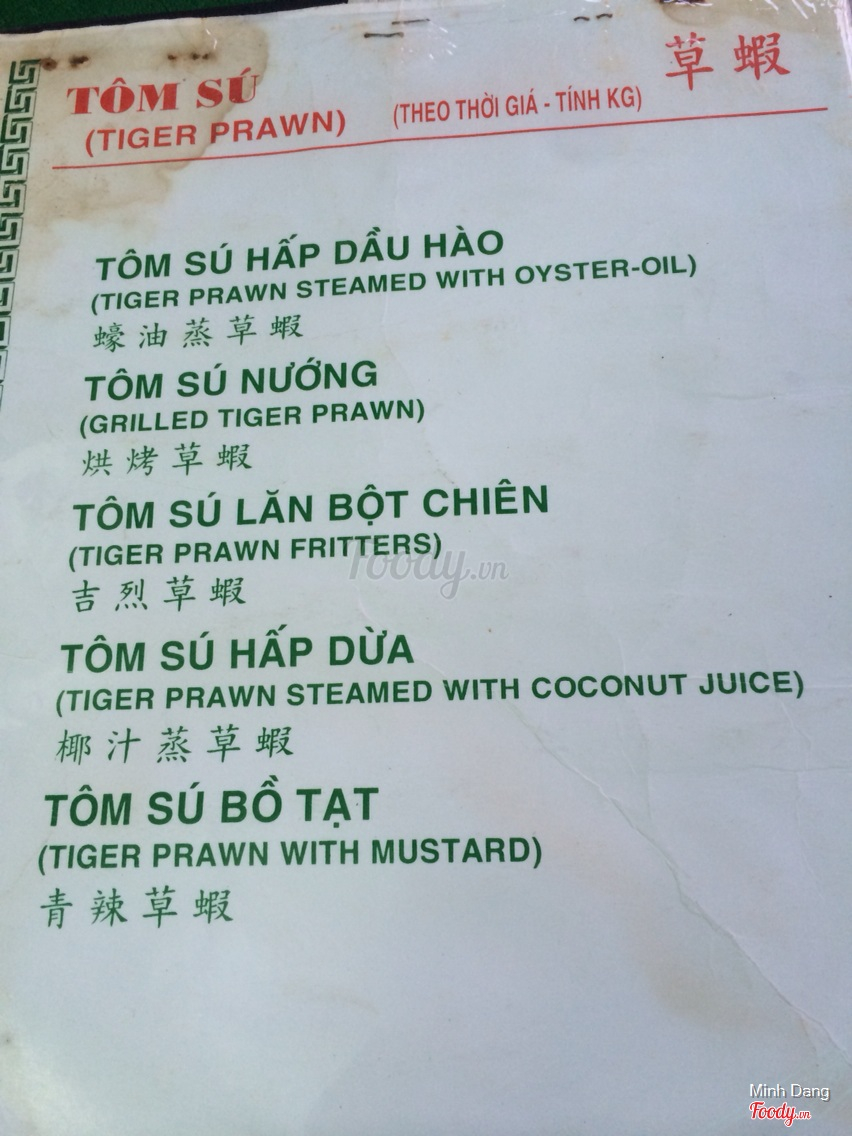 TÔM SÚ
(TIGER PRAWN)
(THEO THỜI GIÁ - TÍNH KG)
草蝦
TÔM SÚ HẤP DẦU HÀO
(TIGER PRAWN STEAMED WITH OYSTER-OIL)
蠔油蒸草蝦
TÔM SÚ NƯỚNG
(GRILLED TIGER PRAWN)
烘烤草蝦
TÔM SÚ LĂN BỘT CHIÊN
(TIGER PRAWN FRITTERS)
吉烈草蝦
TÔM SÚ HẤP DỪA
(TIGER PRAWN STEAMED WITH COCONUT JUICE)
椰汁蒸草蝦
TÔM SÚ BỒ TẠT
(TIGER PRAWN WITH MUSTARD)
青辣草蝦
Foody.vn
Minh Dang
Foody.vn